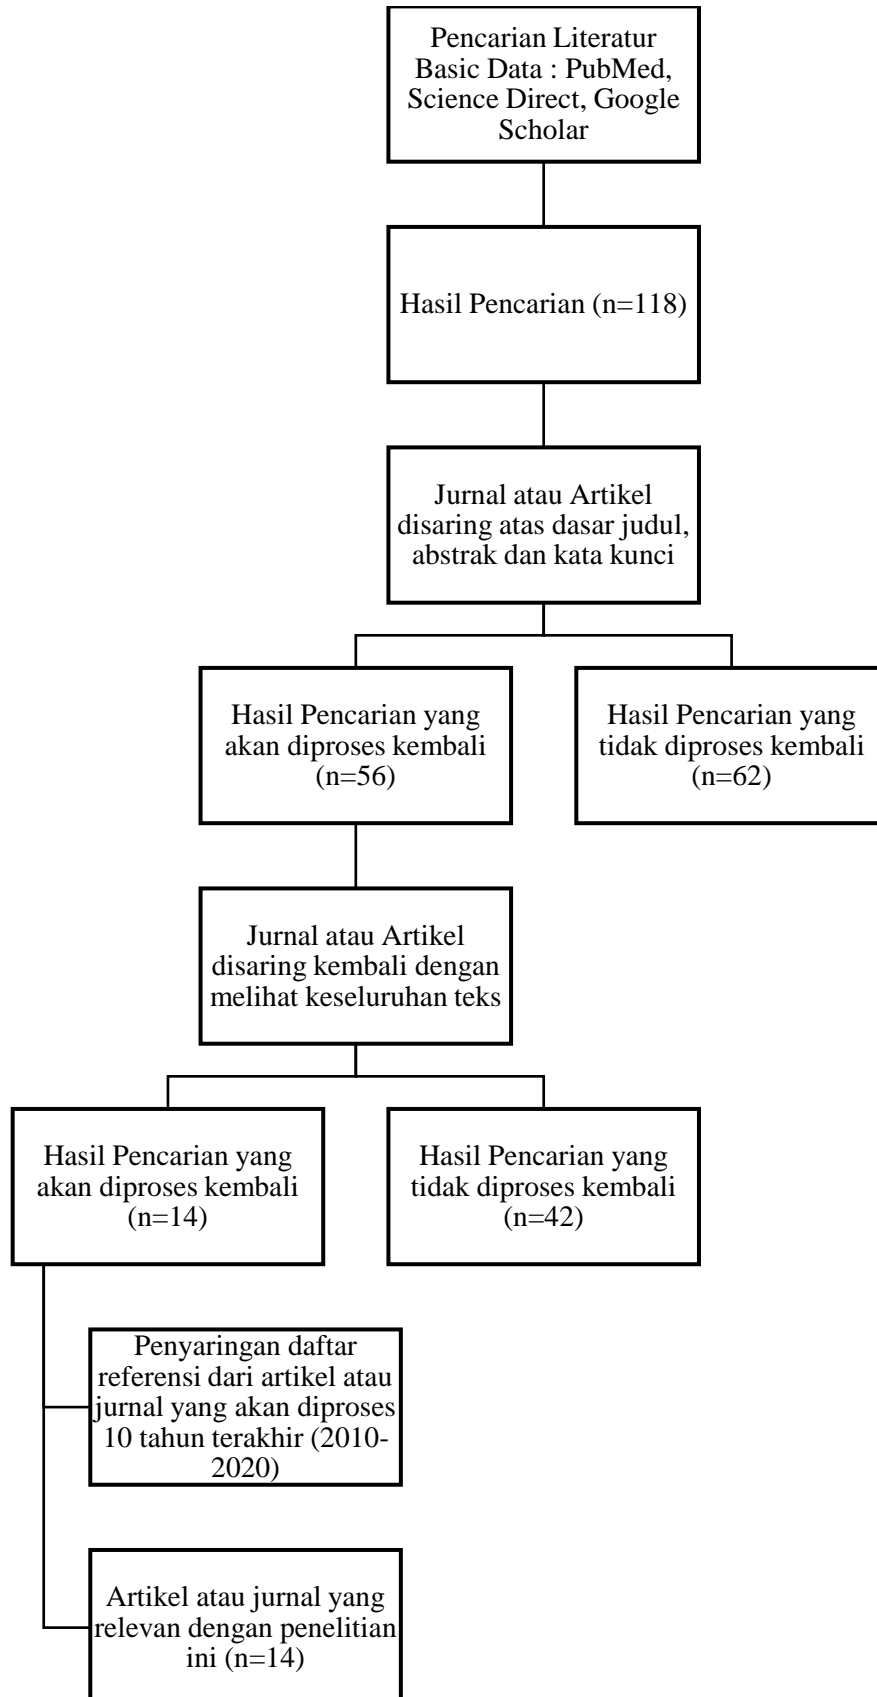 Pencarian Literatur
Basic Data : PubMed,
Science Direct, Google
Scholar
Hasil Pencarian (n=118)
Jurnal atau Artikel
disaring atas dasar judul,
abstrak dan kata kunci
Hasil Pencarian yang
akan diproses kembali
(n=56)
Hasil Pencarian yang
tidak diproses kembali
(n=62)
Jurnal atau Artikel
disaring kembali dengan
melihat keseluruhan teks
Hasil Pencarian yang
akan diproses kembali
(n=14)
Hasil Pencarian yang
tidak diproses kembali
(n=42)
Penyaringan daftar
referensi dari artikel atau
jurnal yang akan diproses
10 tahun terakhir (2010-
2020)
Artikel atau jurnal yang
relevan dengan penelitian
ini (n=14)